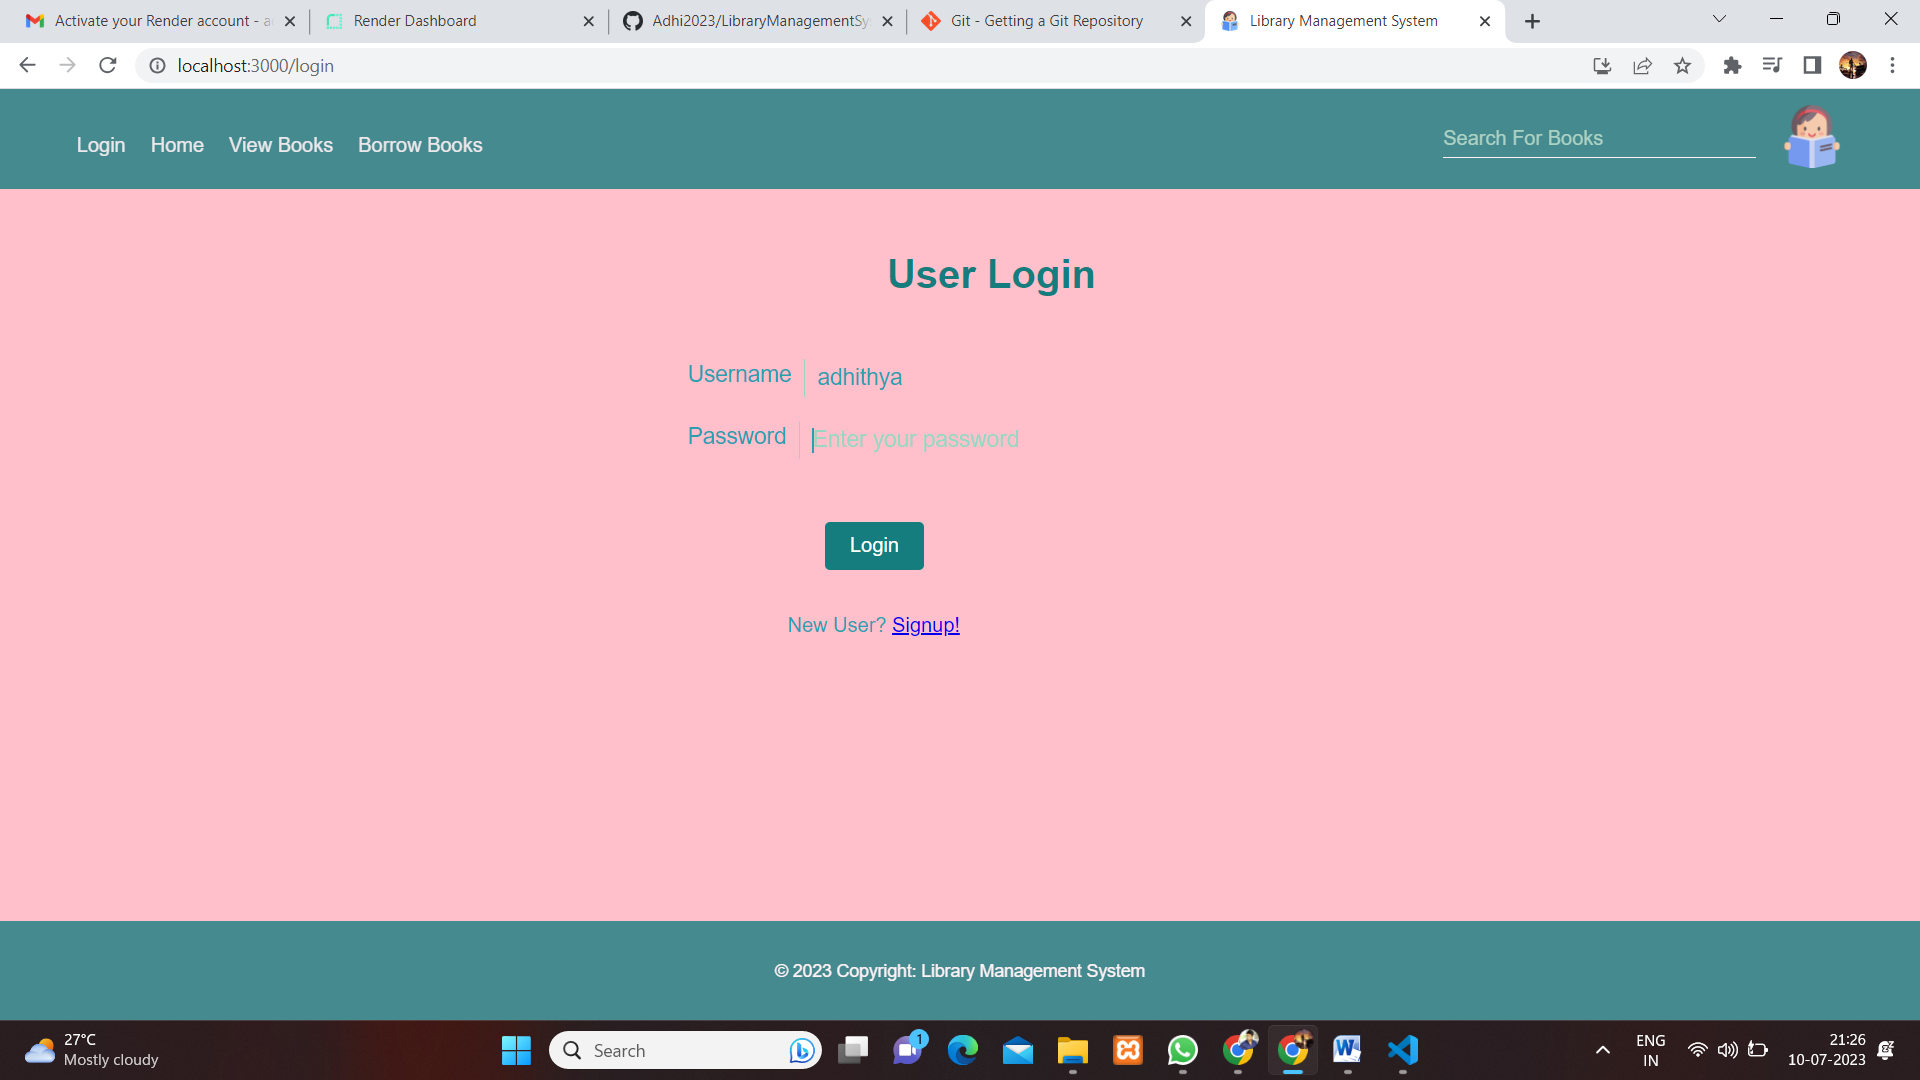 Activate your Render account - a
Render Dashboard
Adhi2023/LibraryManagementSy
Git - Getting a Git Repository
Library Management System
localhost:3000/login
Login Home View Books Borrow Books
Search For Books
User Login
Username adhithya
Password Enter your password
Login
New User? Signup!
© 2023 Copyright: Library Management System
27°C
Mostly cloudy
Search
1
ENG
IN
21:26
10-07-2023